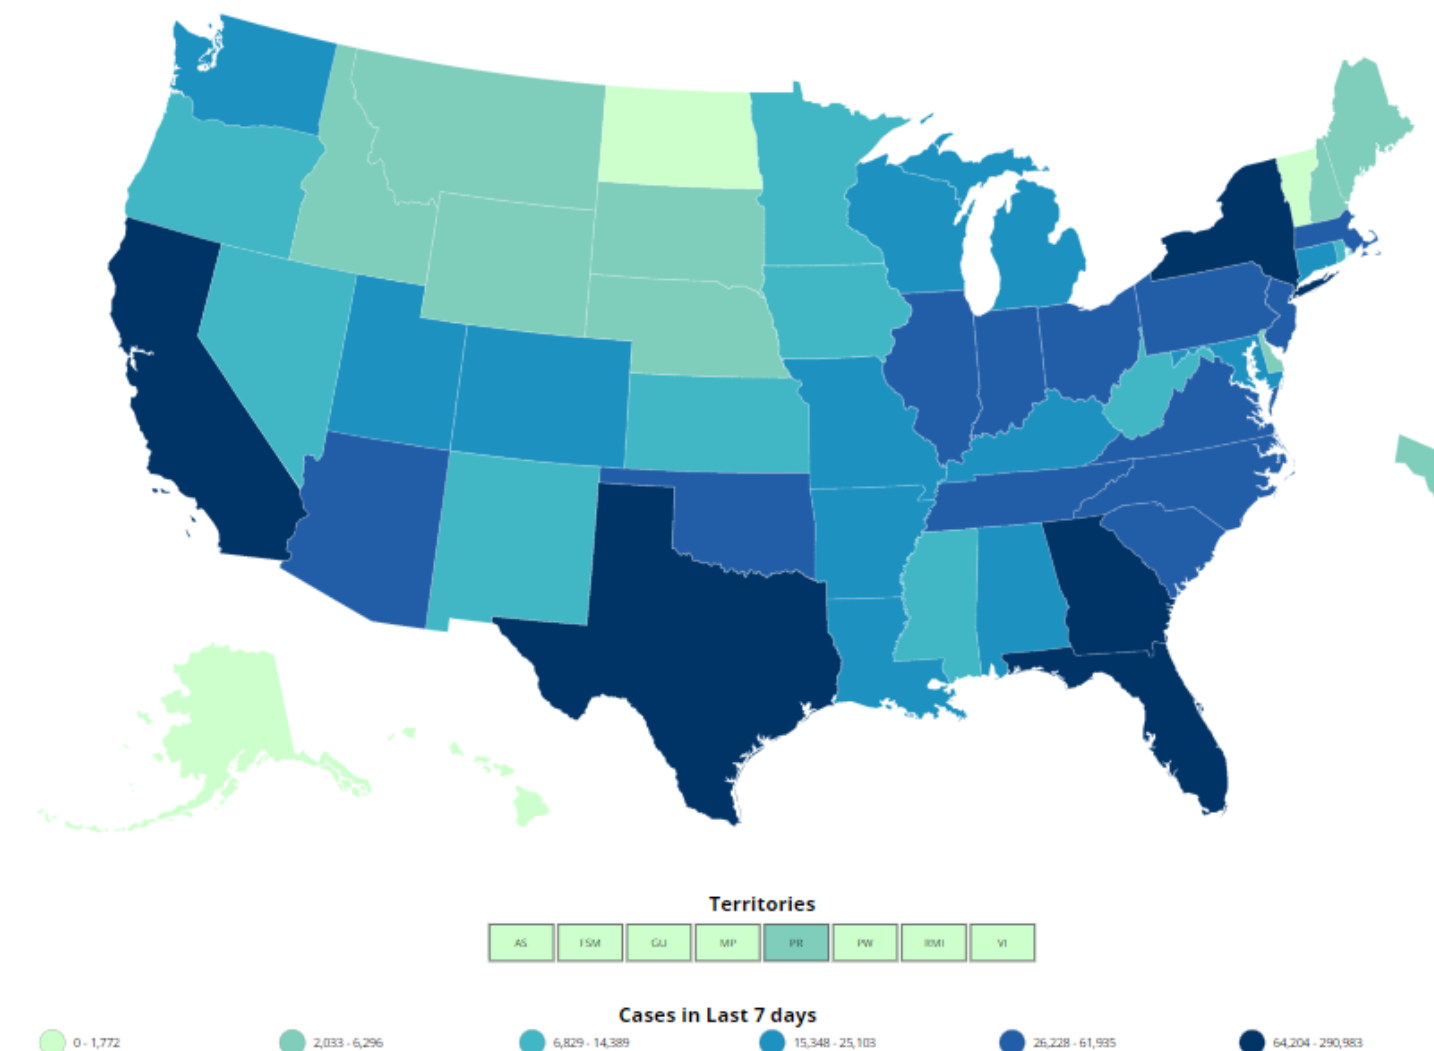 Territories
AS FSM GU MP PR PW RMI VI
Cases in Last 7 days
0 - 1,772 2,033 - 6,296 6,829 - 14,389 15,348 - 25,103 26,228 - 61,935 64,204 - 290,983